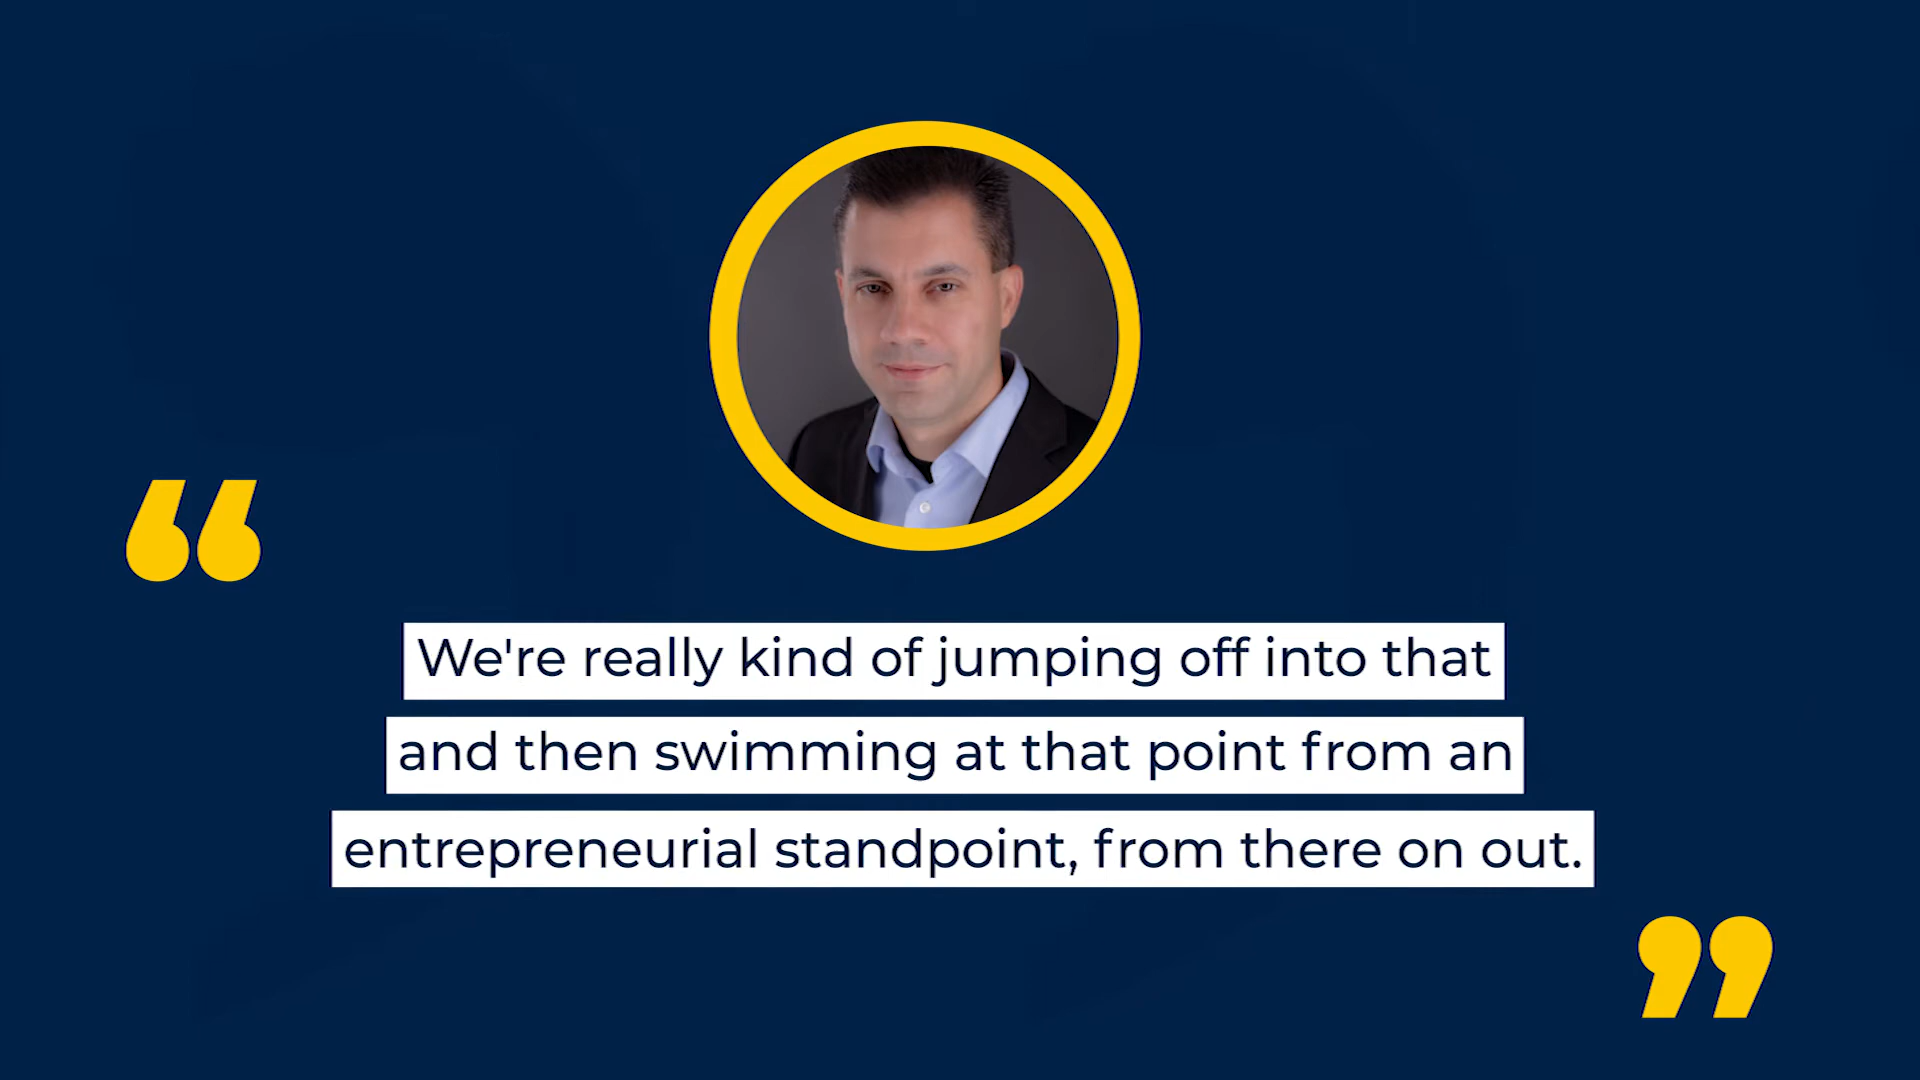 We're really kind of jumping off into that
and then swimming at that point from an
entrepreneurial standpoint, from there on out.